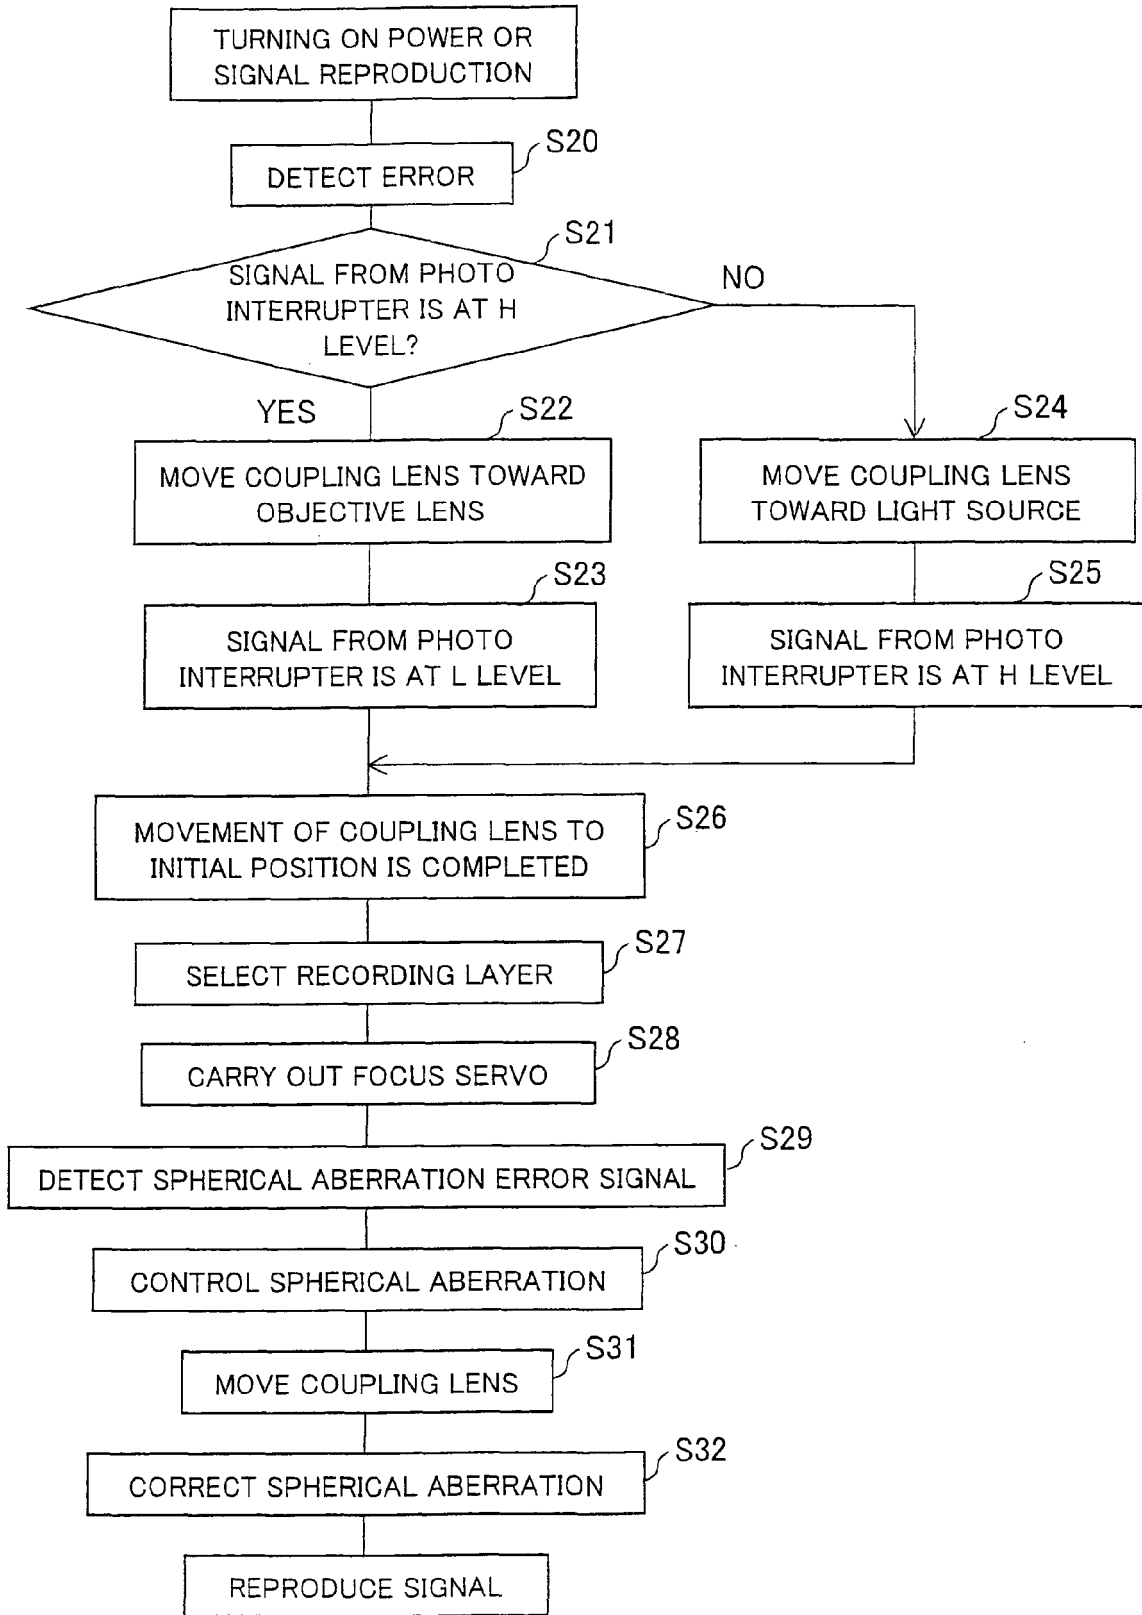 TURNING ON POWER OR
SIGNAL REPRODUCTION
S20
DETECT ERROR
S21
SIGNAL FROM PHOTO
INTERRUPTER IS AT H
LEVEL?
NO
YES
S22
MOVE COUPLING LENS TOWARD
OBJECTIVE LENS
S24
MOVE COUPLING LENS
TOWARD LIGHT SOURCE
S23
SIGNAL FROM PHOTO
INTERRUPTER IS AT L LEVEL
S25
SIGNAL FROM PHOTO
INTERRUPTER IS AT H LEVEL
S26
MOVEMENT OF COUPLING LENS TO
INITIAL POSITION IS COMPLETED
S27
SELECT RECORDING LAYER
S28
CARRY OUT FOCUS SERVO
S29
DETECT SPHERICAL ABERRATION ERROR SIGNAL
S30
CONTROL SPHERICAL ABERRATION
S31
MOVE COUPLING LENS
S32
CORRECT SPHERICAL ABERRATION
REPRODUCE SIGNAL